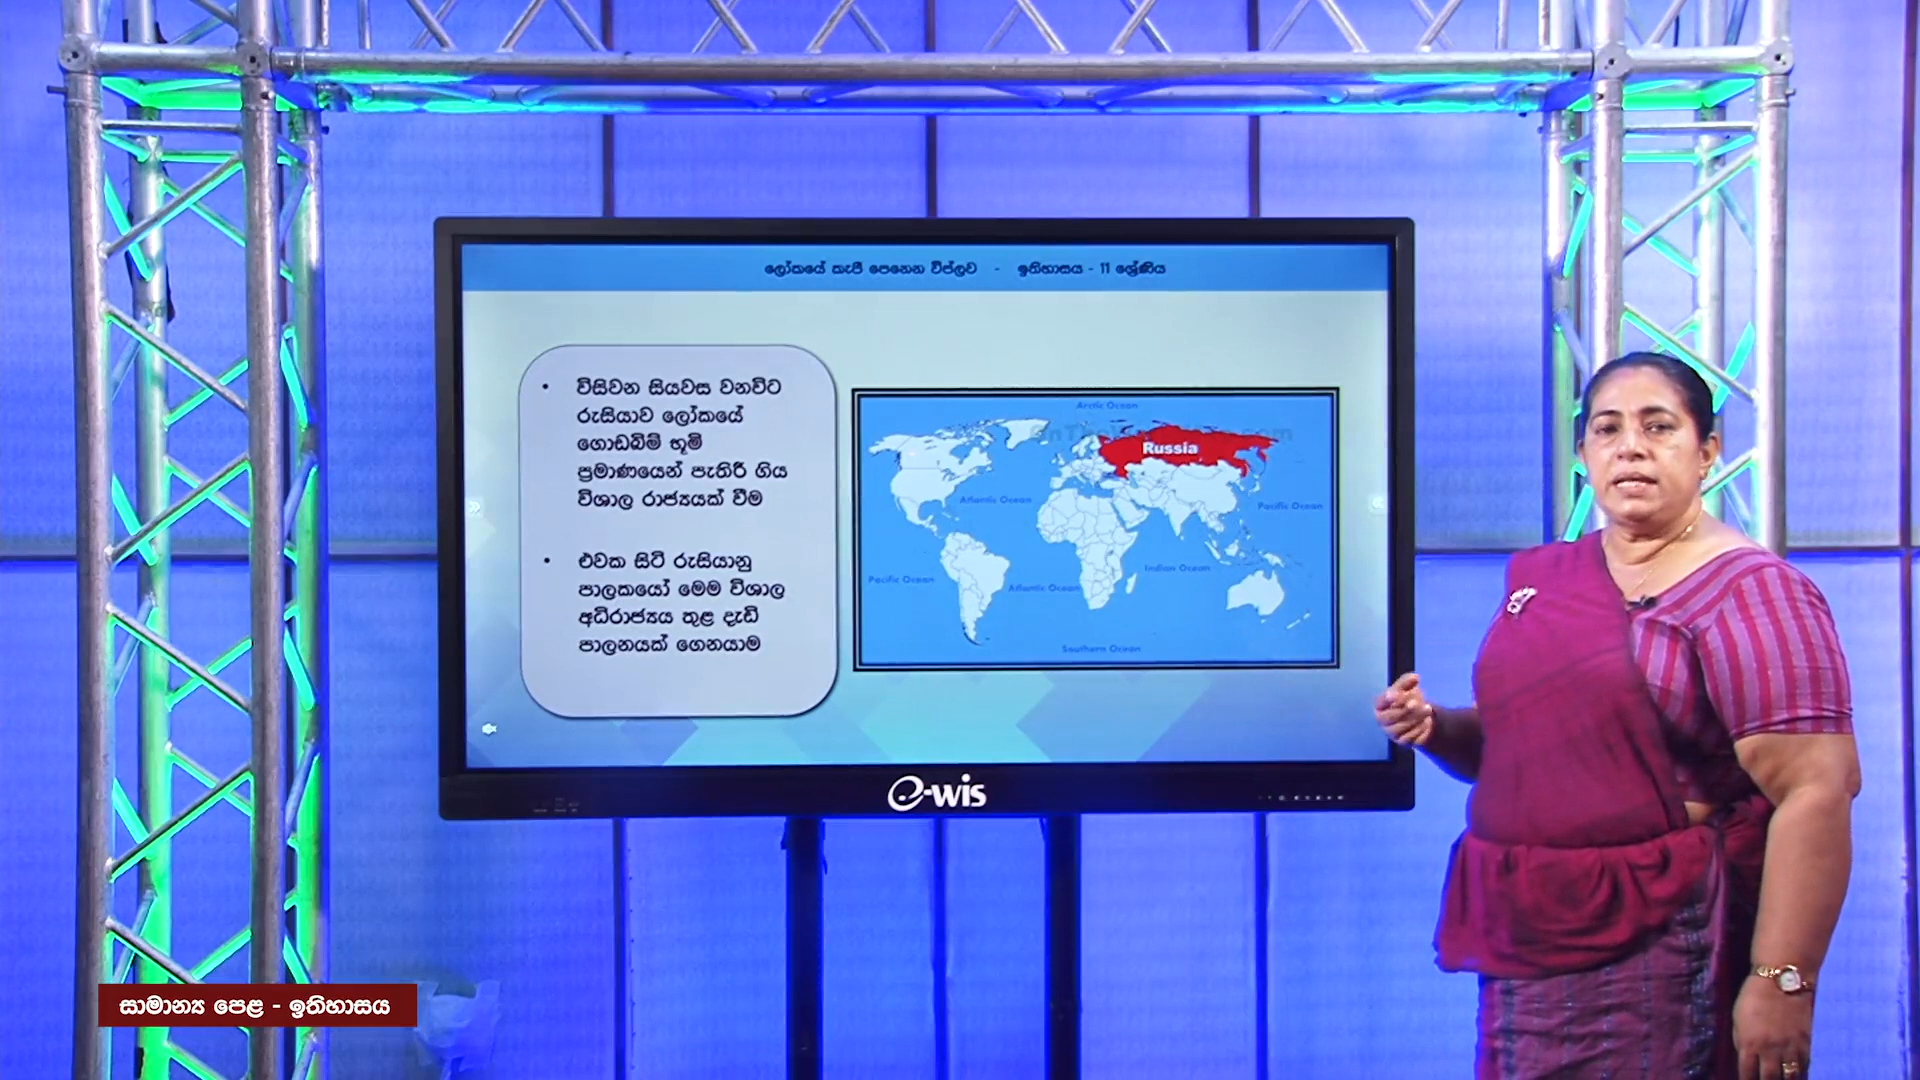 ලෝකයේ කැපී පෙනෙන විප්ලව - ඉතිහාසය - 11 ශ්‍රේණිය
• විසිවන සියවස වනවිට
රුසියාව ලෝකයේ
ගොඩබිම් භූමි
ප්‍රමාණයෙන් පැතිරී ගිය
විශාල රාජ්‍යයක් වීම
• එවක සිටි රුසියානු
පාලකයෝ මෙම විශාල
අධිරාජ්‍යය තුළ දැඩි
පාලනයක් ගෙනයාම
Arctic Ocean
Russia
Atlantic Ocean
Pacific Ocean
Indian Ocean
Pacific Ocean
Atlantic Ocean
Southern Ocean
e-wis
සාමාන්‍ය පෙළ - ඉතිහාසය